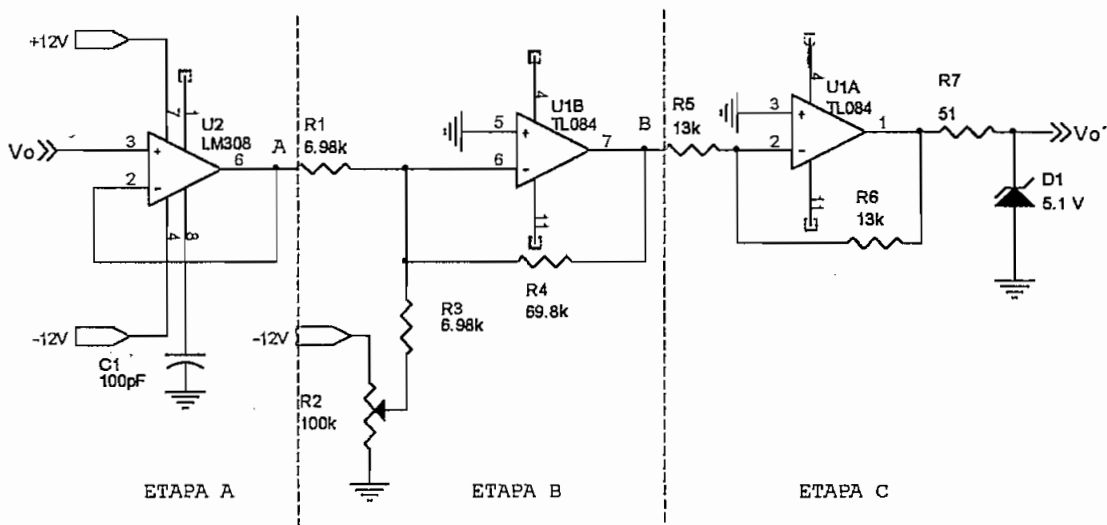 +12V
7
1
U2
LM308
Vo
3
+
6
2
-
4
8
-12V
C1
100pF
A
R1
6.98k
4
U1B
TL084
5
+
7
6
-
11
B
R4
69.8k
R3
6.98k
-12V
R2
100k
R5
13k
4
U1A
TL084
3
+
1
2
-
11
R6
13k
R7
51
Vo'
D1
5.1 V
ETAPA A
ETAPA B
ETAPA C